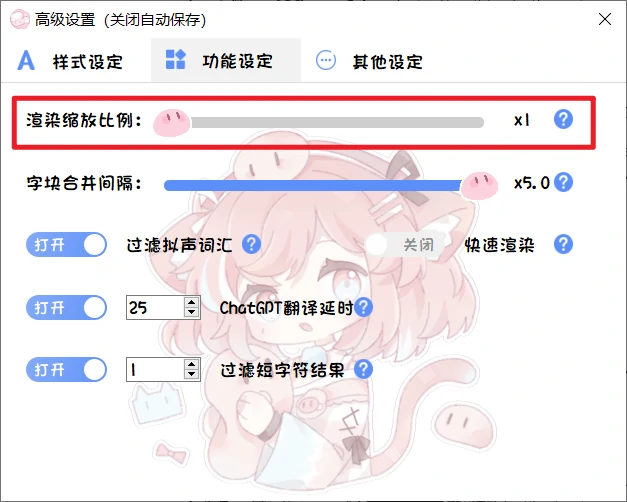 高级设置（关闭自动保存）
样式设定 功能设定 其他设定
渲染缩放比例： x1 ?
字块合并间隔： x5.0 ?
打开 过滤拟声词汇 ? 关闭 快速渲染 ?
打开 25 ChatGPT翻译延时 ?
打开 1 过滤短字符结果 ?